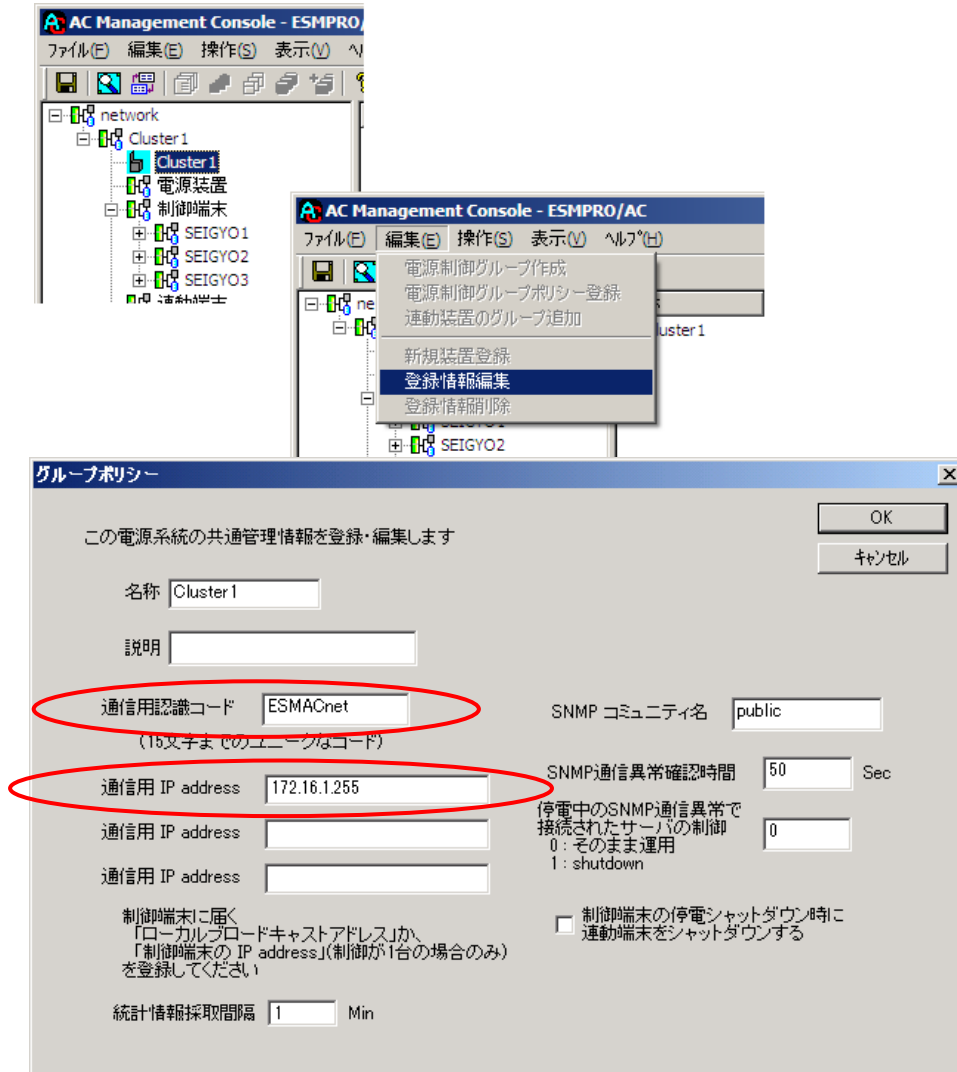 AC Management Console - ESMPRO/
ファイル(F) 編集(E) 操作(S) 表示(V)
network
Cluster1
Cluster1
電源装置
制御端末
SEIGYO1
SEIGYO2
SEIGYO3
連動端末
AC Management Console - ESMPRO/AC
ファイル(F) 編集(E) 操作(S) 表示(V) ヘルプ(H)
電源制御グループ作成
電源制御グループポリシー登録
連動装置のグループ追加
新規装置登録
登録情報編集
登録情報削除
ne
luster1
SEIGYO1
SEIGYO2
グループポリシー
この電源系統の共通管理情報を登録・編集します
OK
キャンセル
名称 Cluster1
説明
通信用認識コード ESMACnet
(15文字までのユニークなコード)
SNMP コミュニティ名 public
通信用 IP address 172.16.1.255
SNMP通信異常確認時間 50 Sec
通信用 IP address
停電中のSNMP通信異常で
接続されたサーバの制御 0
0：そのまま運用
1：shutdown
通信用 IP address
制御端末に届く
「ローカルブロードキャストアドレス」か、
「制御端末の IP address」(制御が1台の場合のみ)
を登録してください
制御端末の停電シャットダウン時に
連動端末をシャットダウンする
統計情報採取間隔 1 Min